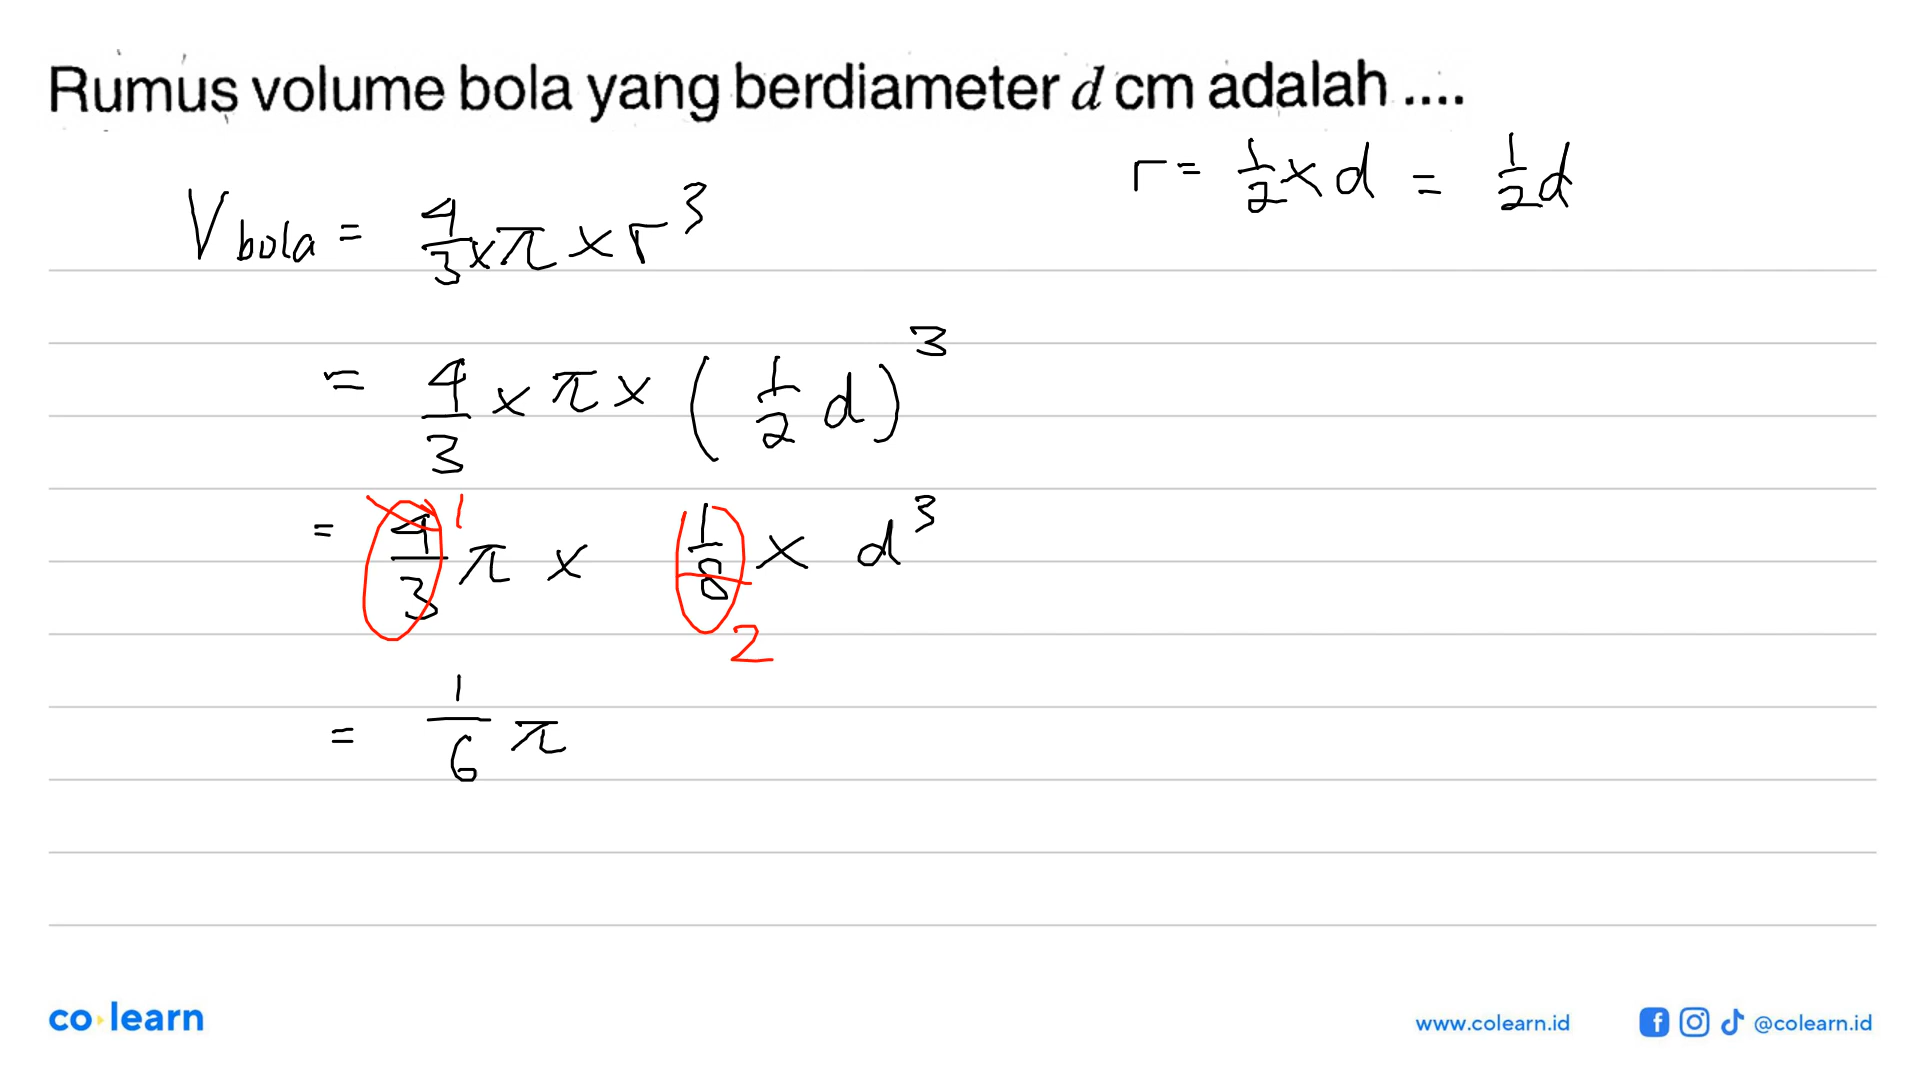 Rumus volume bola yang berdiameter d cm adalah ....
r = 1/2 × d = 1/2 d
V bola = 4/3 × π × r³
= 4/3 × π × (1/2 d)³
= 4/3 π × 1/8 × d³
1
2
= 1/6 π
co learn
www.colearn.id
@colearn.id